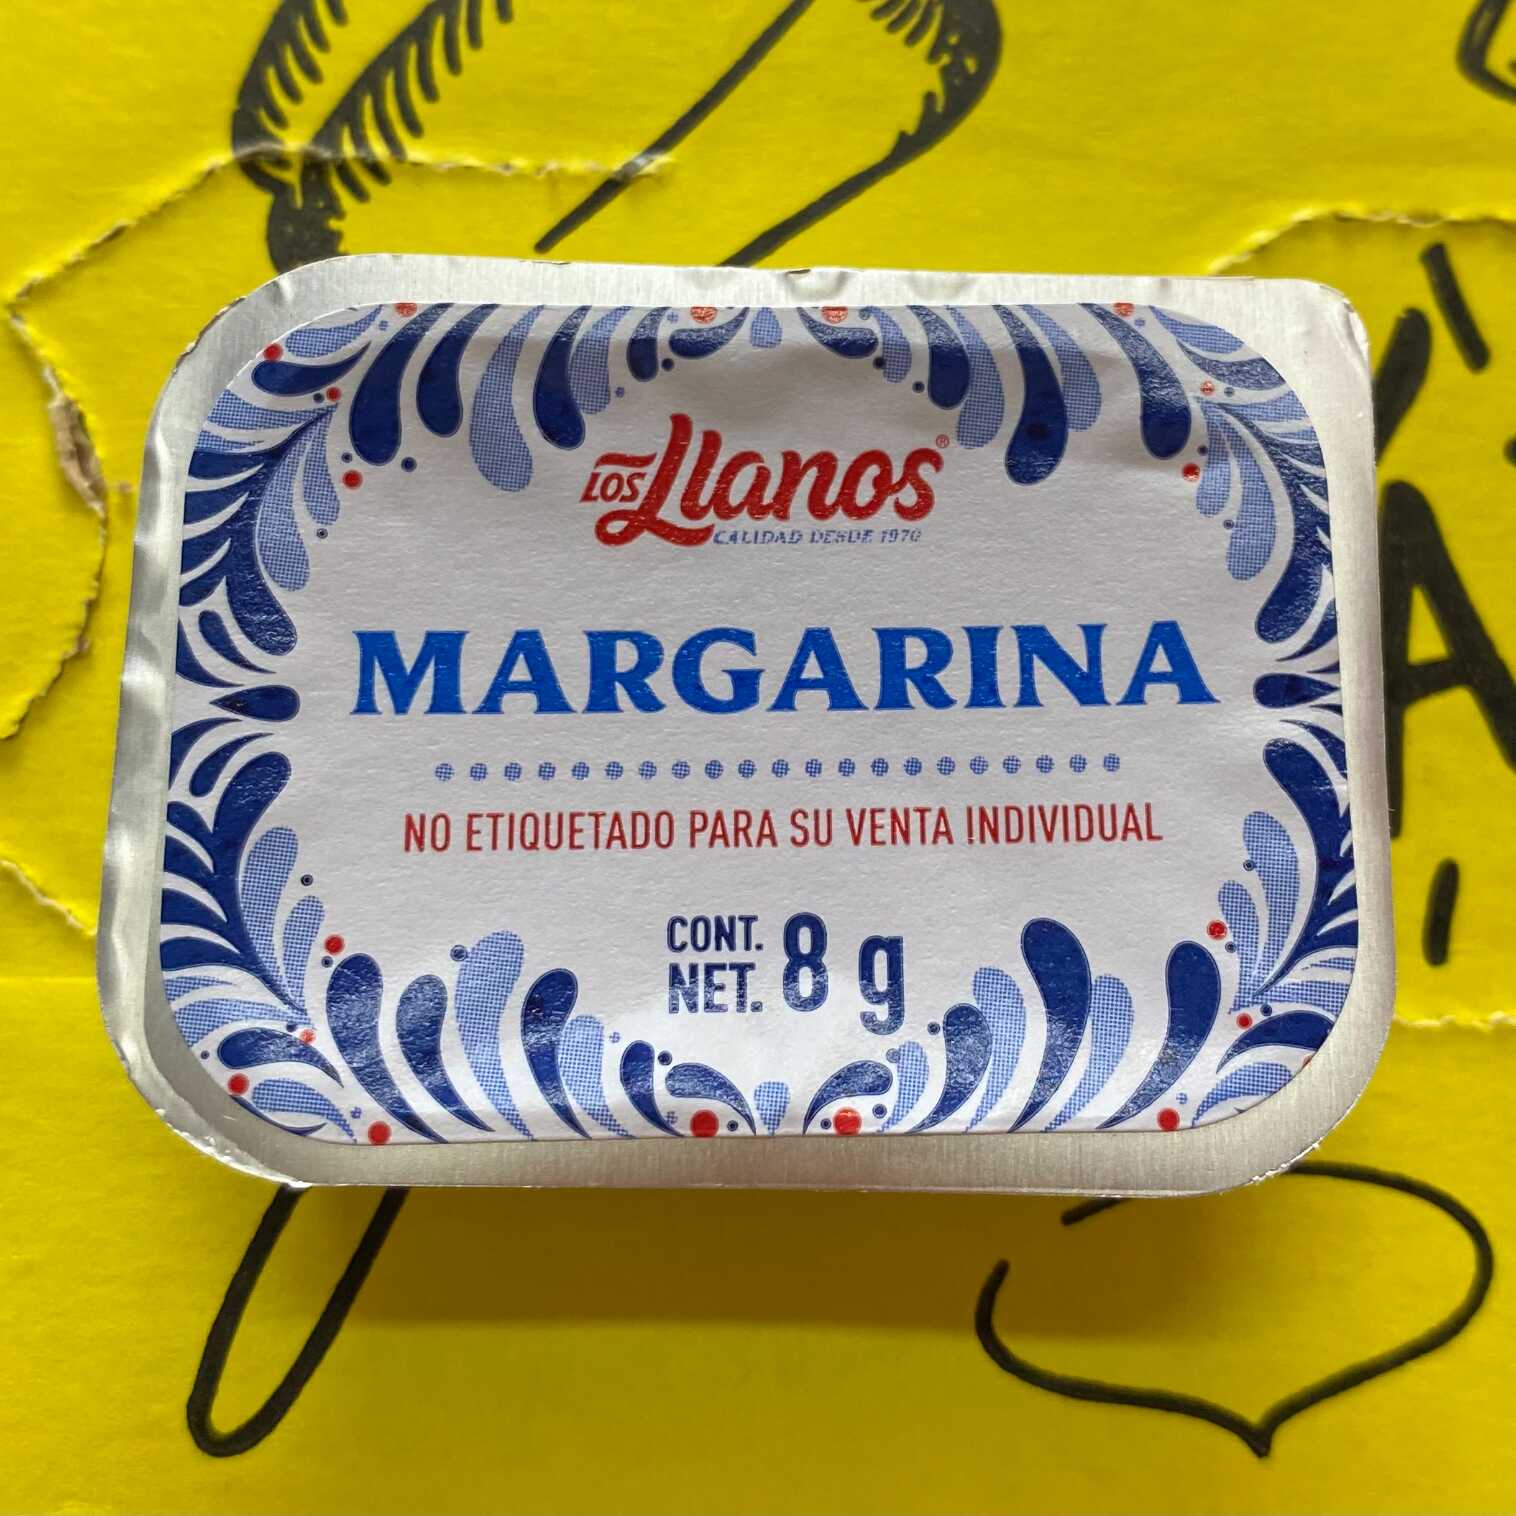 LOS Llanos®
CALIDAD DESDE 1970
MARGARINA
NO ETIQUETADO PARA SU VENTA INDIVIDUAL
CONT. NET. 8 g